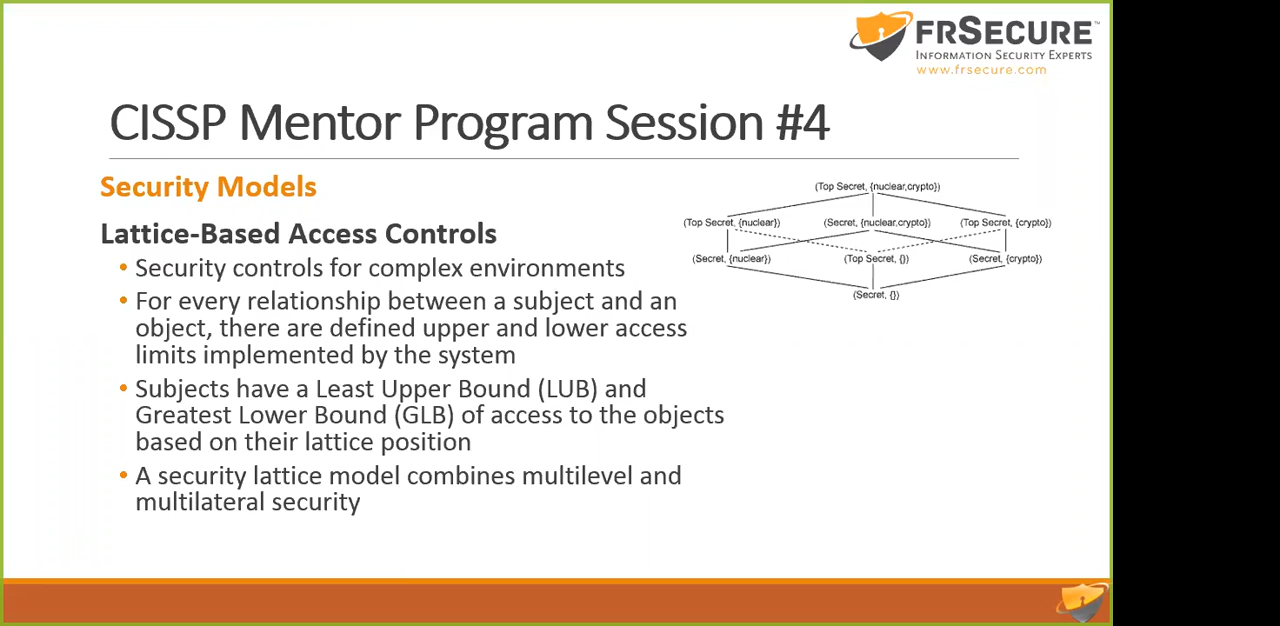 FRSECURE™
INFORMATION SECURITY EXPERTS
www.frsecure.com
CISSP Mentor Program Session #4
Security Models
Lattice-Based Access Controls
• Security controls for complex environments
• For every relationship between a subject and an
object, there are defined upper and lower access
limits implemented by the system
• Subjects have a Least Upper Bound (LUB) and
Greatest Lower Bound (GLB) of access to the objects
based on their lattice position
• A security lattice model combines multilevel and
multilateral security
(Top Secret, {nuclear,crypto})
(Top Secret, {nuclear}) (Secret, {nuclear,crypto}) (Top Secret, {crypto})
(Secret, {nuclear}) (Top Secret, {}) (Secret, {crypto})
(Secret, {})